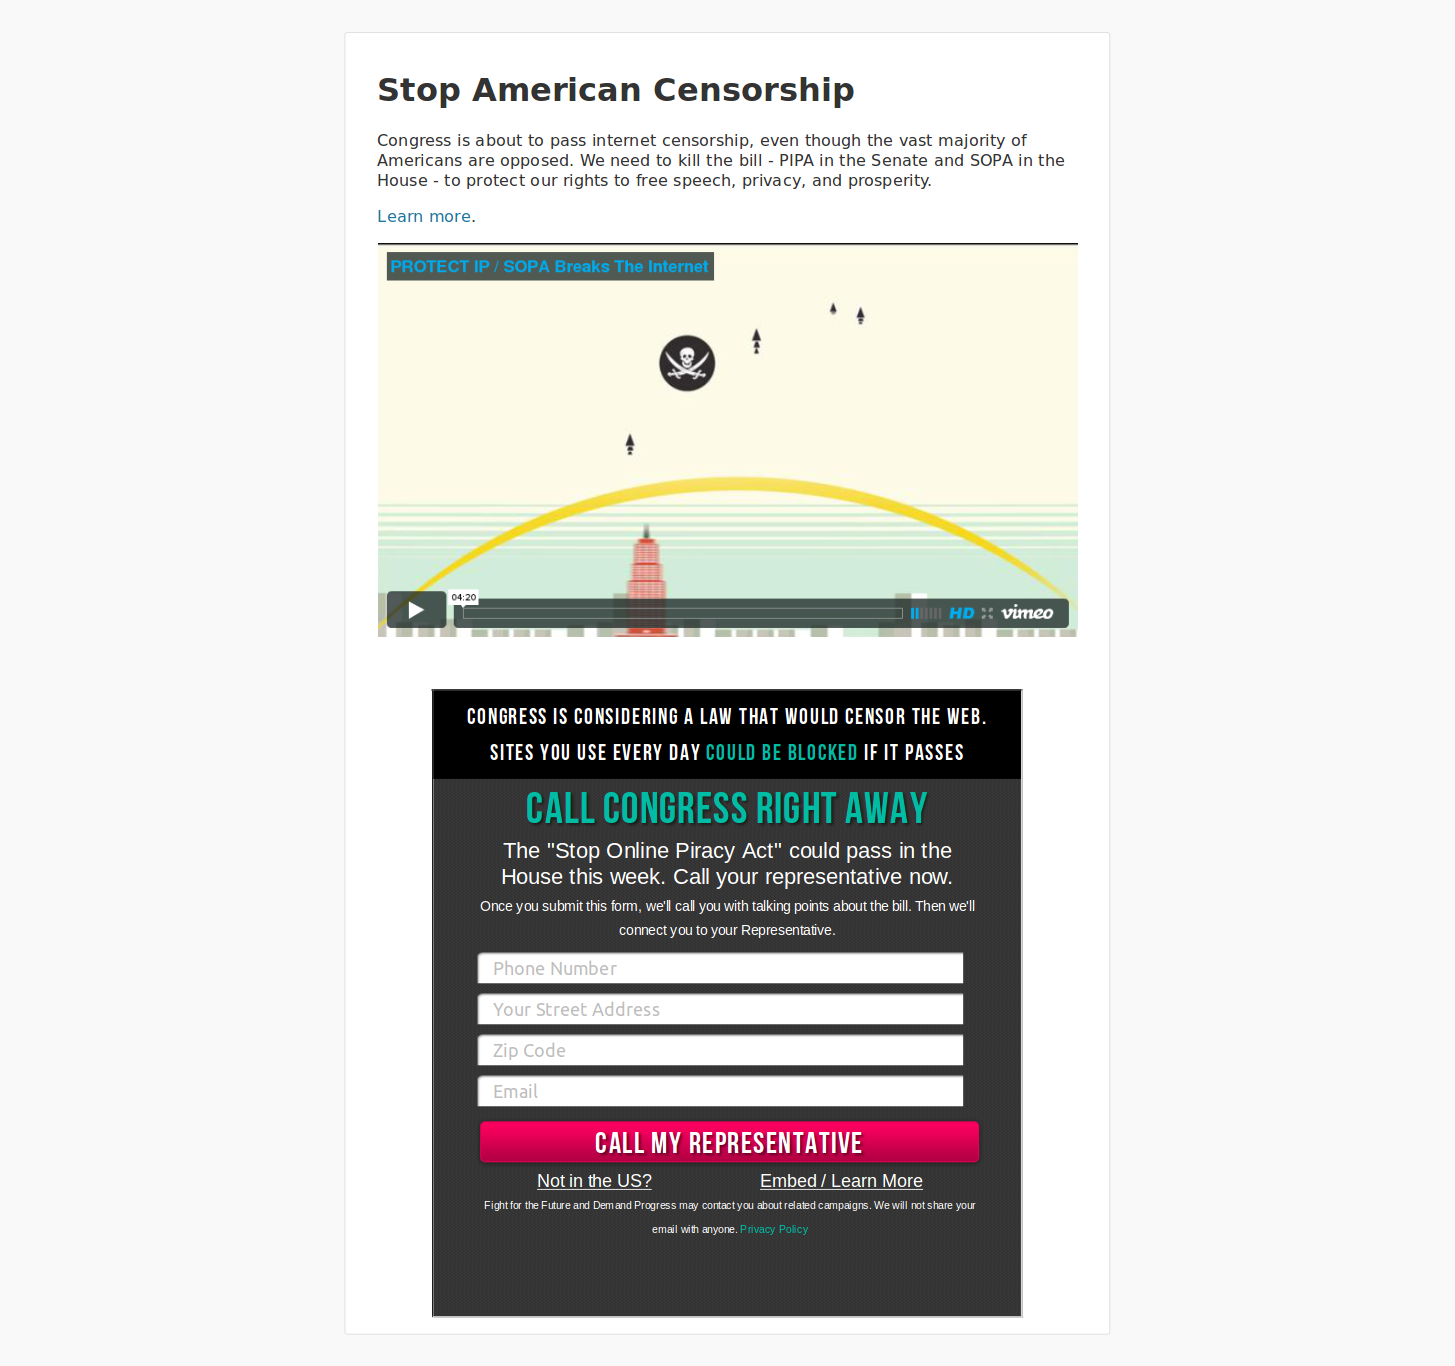 Stop American Censorship
Congress is about to pass internet censorship, even though the vast majority of
Americans are opposed. We need to kill the bill - PIPA in the Senate and SOPA in the
House - to protect our rights to free speech, privacy, and prosperity.
Learn more.
PROTECT IP / SOPA Breaks The Internet
04:20
HD vimeo
CONGRESS IS CONSIDERING A LAW THAT WOULD CENSOR THE WEB.
SITES YOU USE EVERY DAY COULD BE BLOCKED IF IT PASSES
CALL CONGRESS RIGHT AWAY
The "Stop Online Piracy Act" could pass in the
House this week. Call your representative now.
Once you submit this form, we'll call you with talking points about the bill. Then we'll
connect you to your Representative.
Phone Number
Your Street Address
Zip Code
Email
CALL MY REPRESENTATIVE
Not in the US? Embed / Learn More
Fight for the Future and Demand Progress may contact you about related campaigns. We will not share your
email with anyone. Privacy Policy